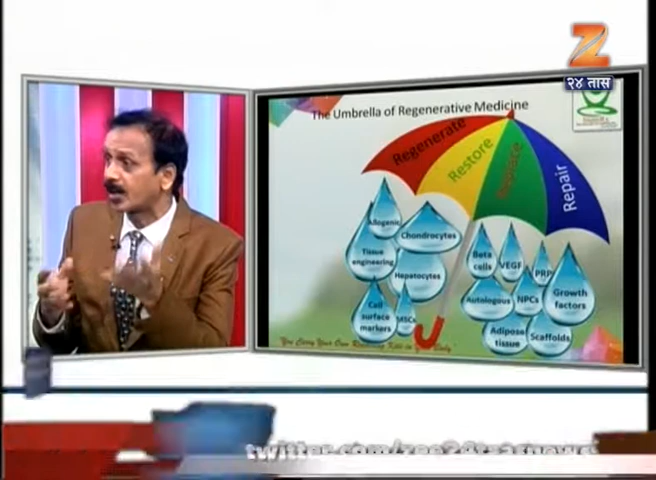 २४ तास
The Umbrella of Regenerative Medicine
Regenerate
Restore
Replace
Repair
Allogenic
Chondrocytes
Tissue
engineering
Hepatocytes
Cell
surface
markers
MSCs
Beta
cells
VEGF
PRP
Autologous
NPCs
Growth
factors
Adipose
tissue
Scaffolds
"You Carry Your Own Repairing Kits in Your Body"
twitter.com/zee24taasnews